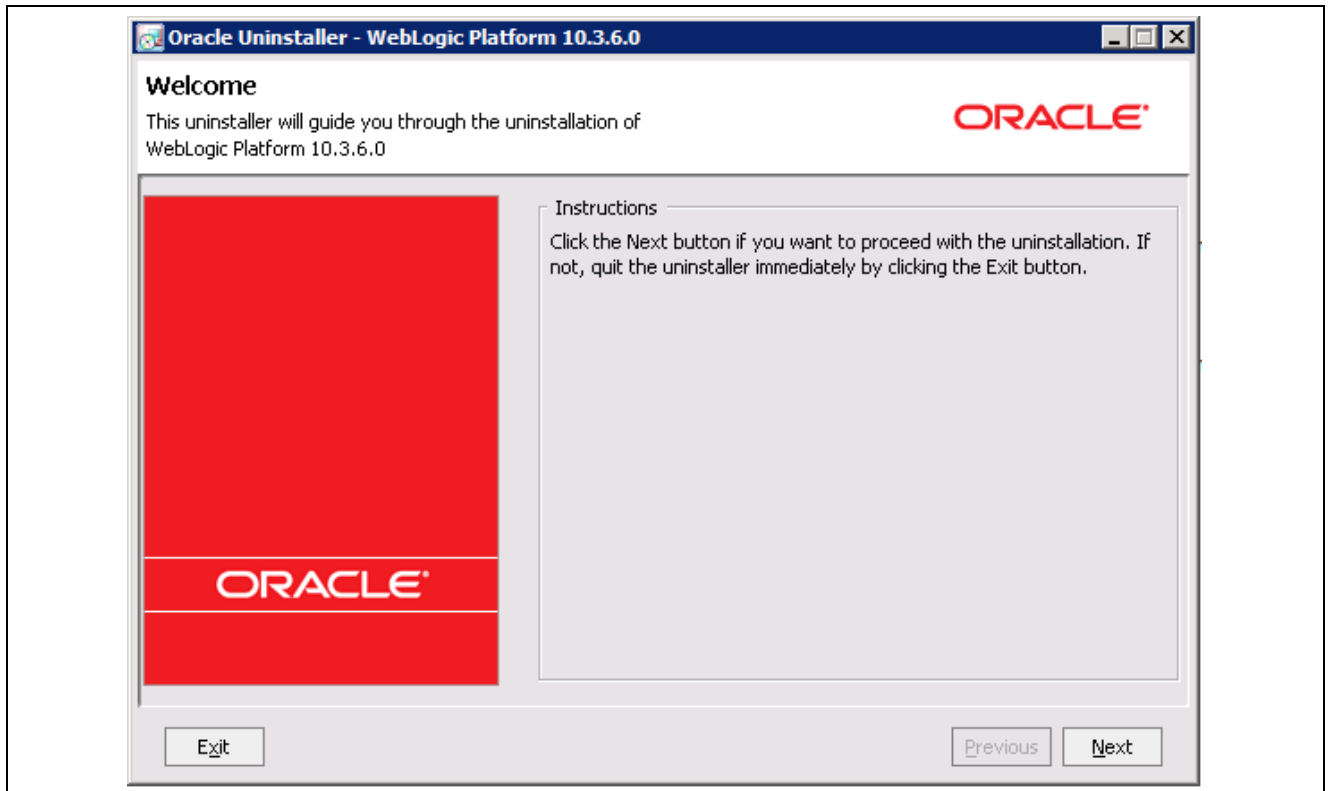 Oracle Uninstaller - WebLogic Platform 10.3.6.0
Welcome
This uninstaller will guide you through the uninstallation of
WebLogic Platform 10.3.6.0
ORACLE
Instructions
Click the Next button if you want to proceed with the uninstallation. If
not, quit the uninstaller immediately by clicking the Exit button.
ORACLE
Exit
Previous
Next